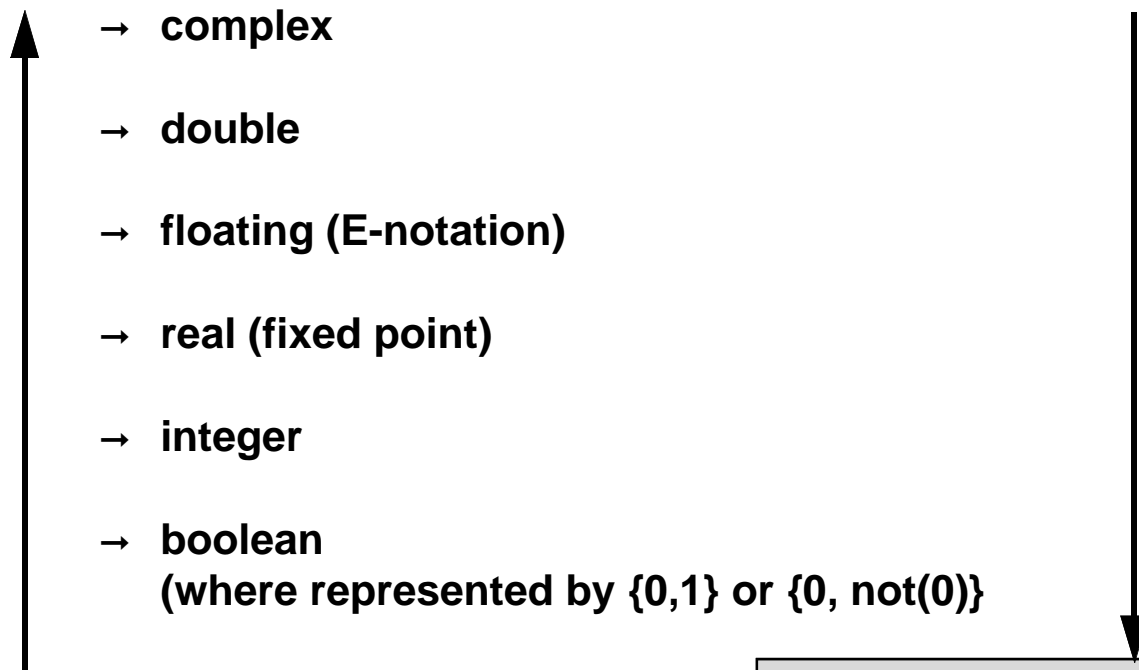 → complex
→ double
→ floating (E-notation)
→ real (fixed point)
→ integer
→ boolean
(where represented by {0,1} or {0, not(0)}